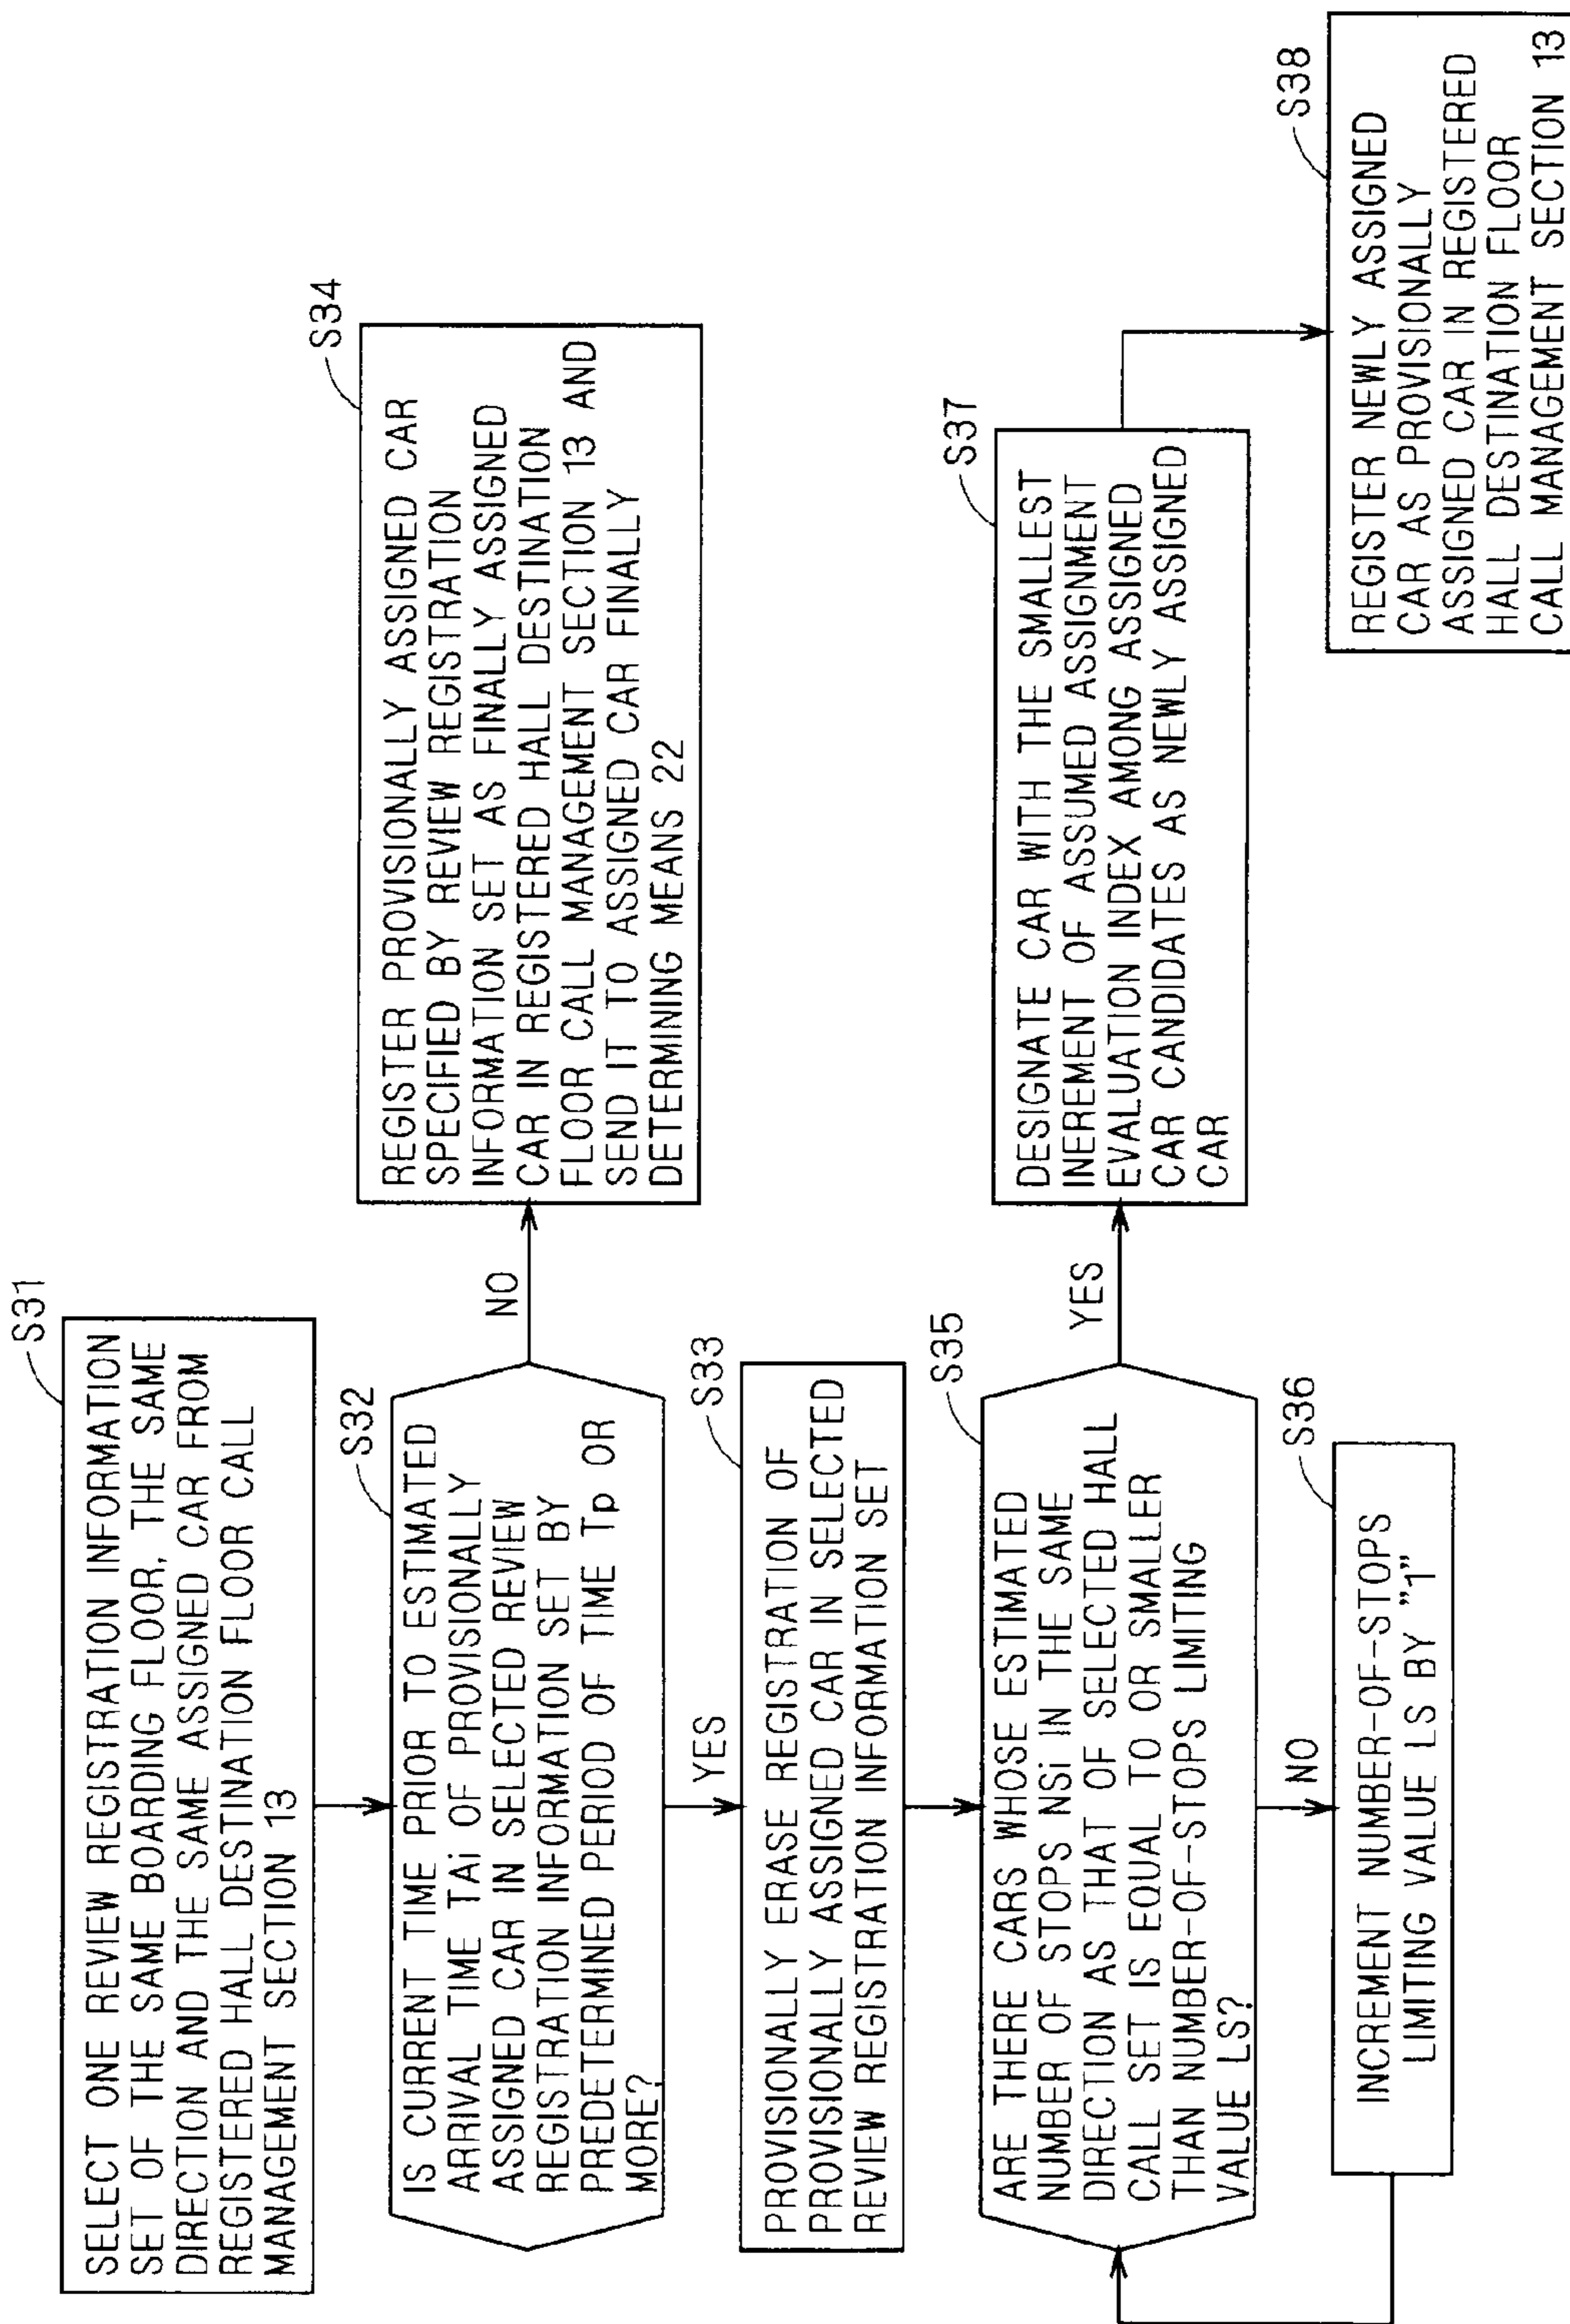 S31
SELECT ONE REVIEW REGISTRATION INFORMATION
SET OF THE SAME BOARDING FLOOR, THE SAME
DIRECTION AND THE SAME ASSIGNED CAR FROM
REGISTERED HALL DESTINATION FLOOR CALL
MANAGEMENT SECTION 13
S32
IS CURRENT TIME PRIOR TO ESTIMATED
ARRIVAL TIME TAi OF PROVISIONALLY
ASSIGNED CAR IN SELECTED REVIEW
REGISTRATION INFORMATION SET BY
PREDETERMINED PERIOD OF TIME Tp OR
MORE?
NO
S34
REGISTER PROVISIONALLY ASSIGNED CAR
SPECIFIED BY REVIEW REGISTRATION
INFORMATION SET AS FINALLY ASSIGNED
CAR IN REGISTERED HALL DESTINATION
FLOOR CALL MANAGEMENT SECTION 13 AND
SEND IT TO ASSIGNED CAR FINALLY
DETERMINING MEANS 22
YES
S33
PROVISIONALLY ERASE REGISTRATION OF
PROVISIONALLY ASSIGNED CAR IN SELECTED
REVIEW REGISTRATION INFORMATION SET
S35
ARE THERE CARS WHOSE ESTIMATED
NUMBER OF STOPS NSi IN THE SAME
DIRECTION AS THAT OF SELECTED HALL
CALL SET IS EQUAL TO OR SMALLER
THAN NUMBER-OF-STOPS LIMITING
VALUE LS?
YES
S37
DESIGNATE CAR WITH THE SMALLEST
INEREMENT OF ASSUMED ASSIGNMENT
EVALUATION INDEX AMONG ASSIGNED
CAR CANDIDATES AS NEWLY ASSIGNED
CAR
NO
S36
INCREMENT NUMBER-OF-STOPS
LIMITING VALUE LS BY "1"
S38
REGISTER NEWLY ASSIGNED
CAR AS PROVISIONALLY
ASSIGNED CAR IN REGISTERED
HALL DESTINATION FLOOR
CALL MANAGEMENT SECTION 13